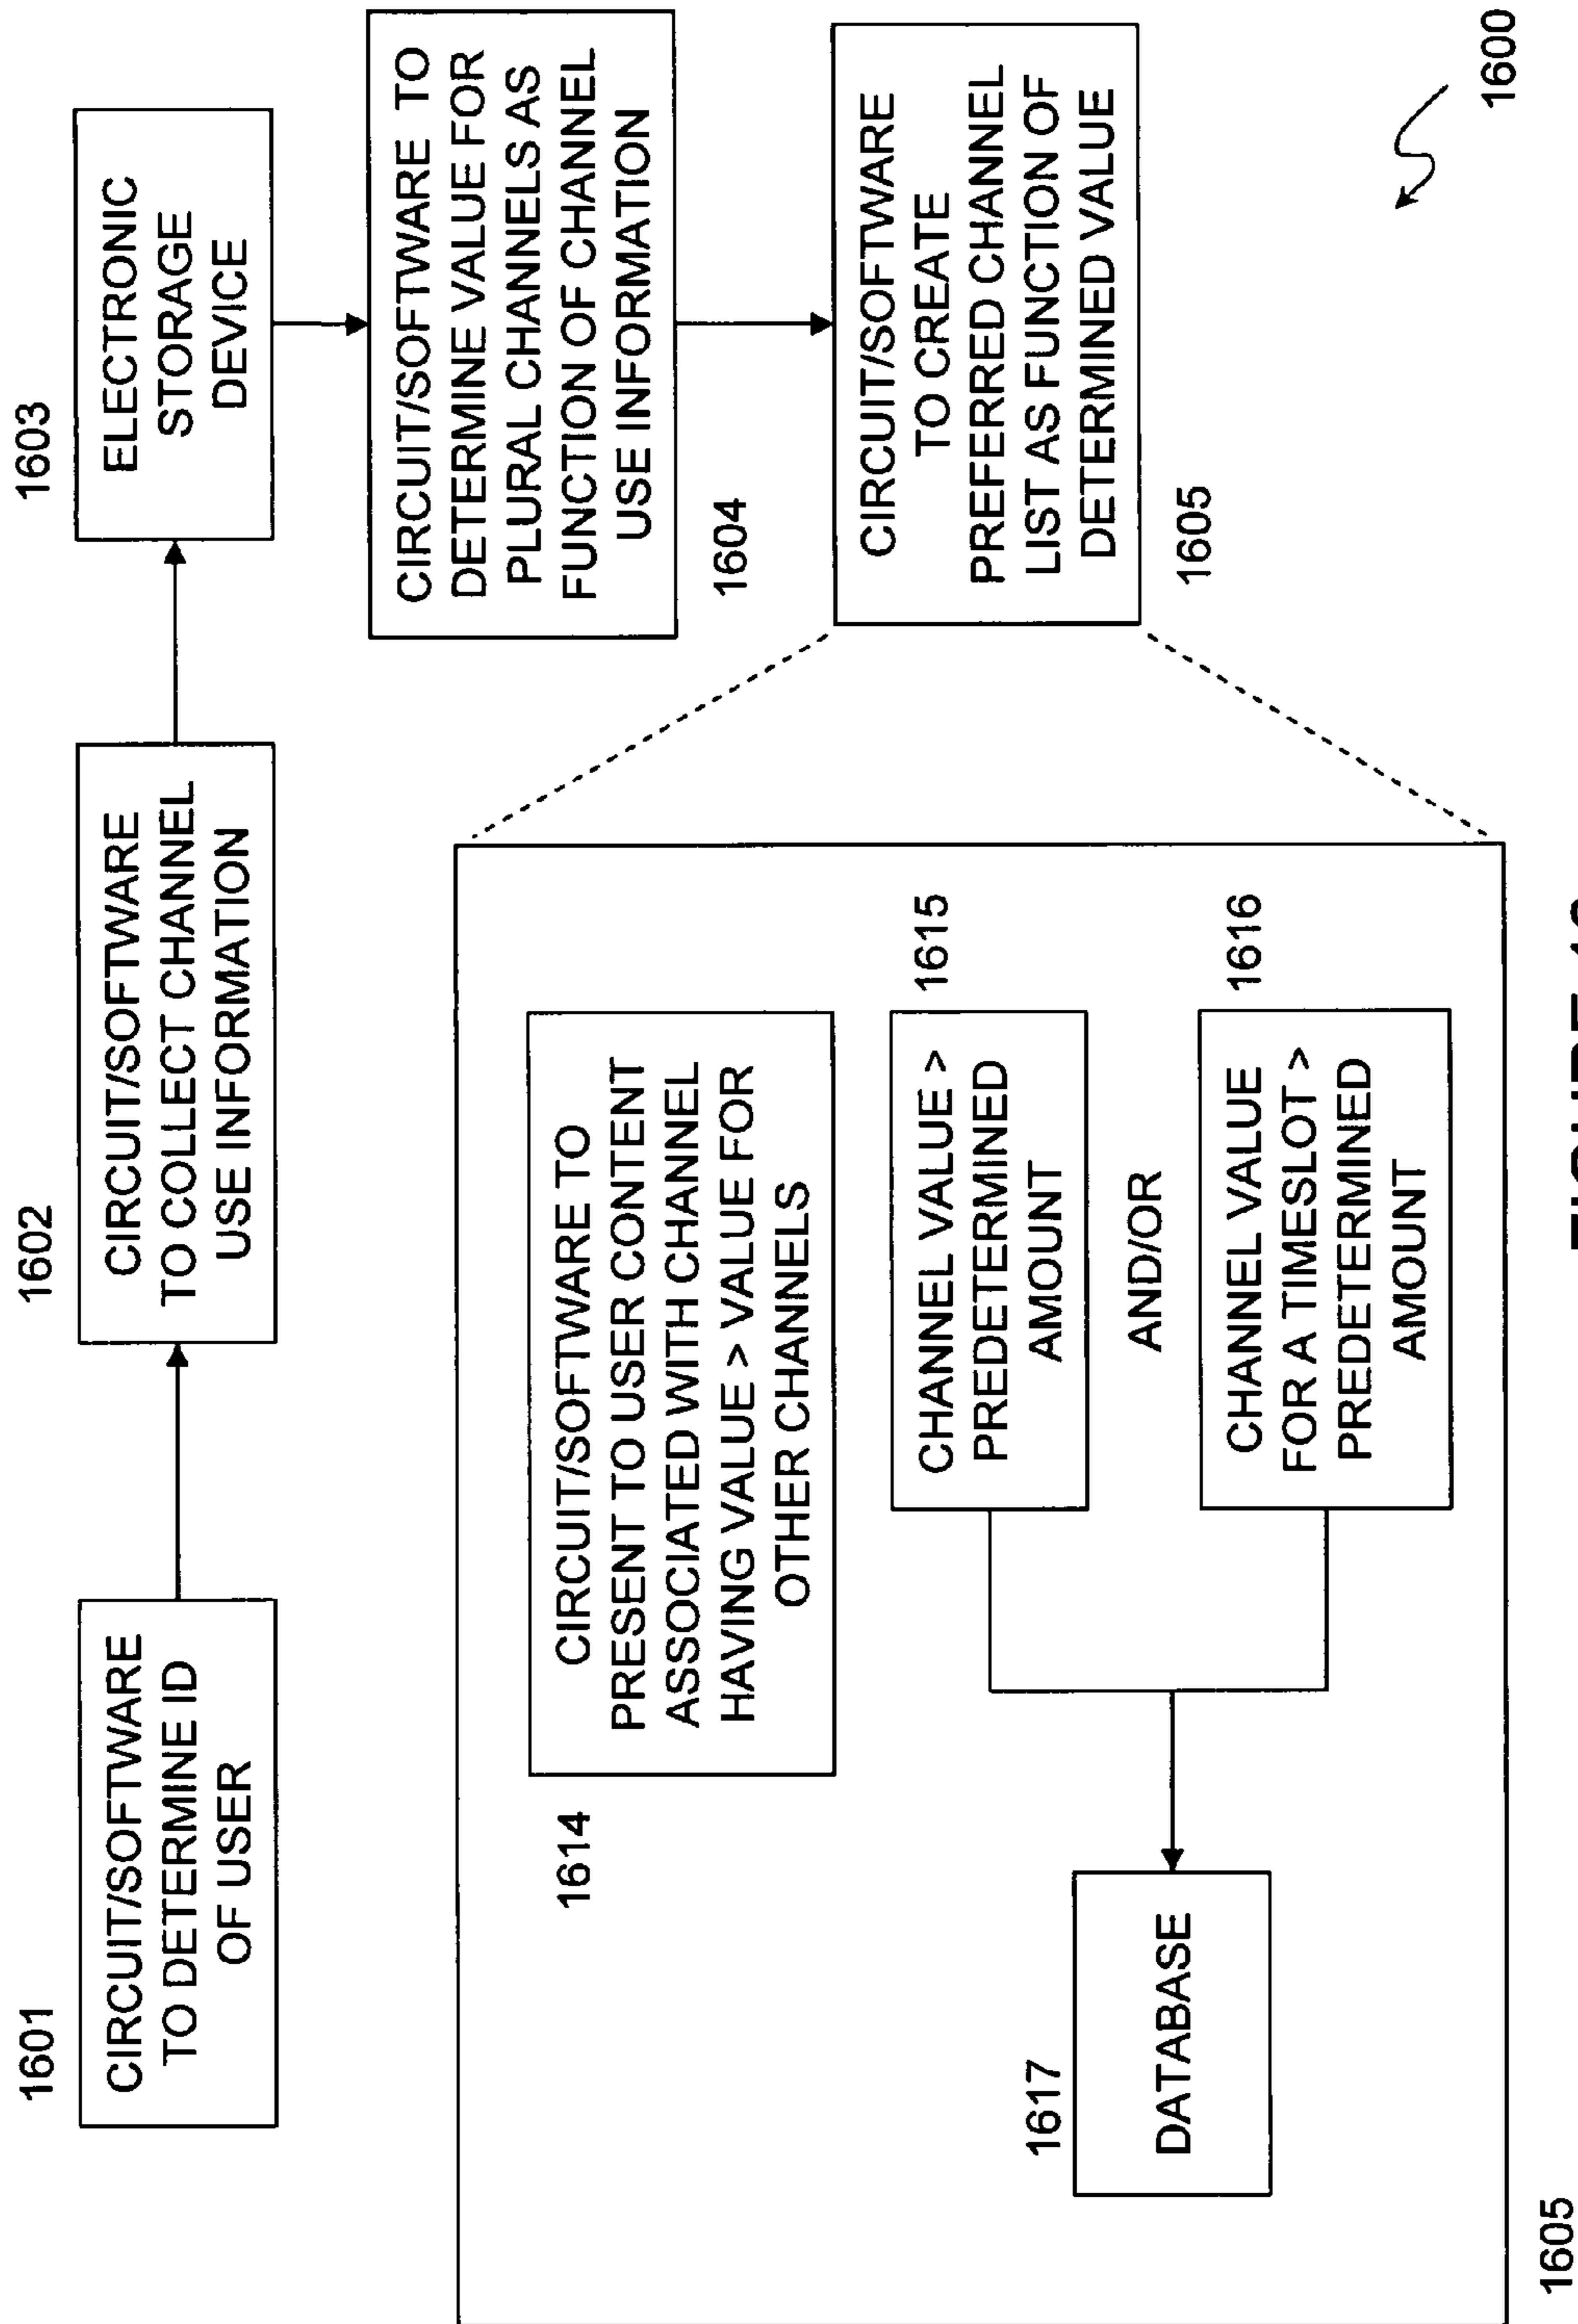 1601
CIRCUIT/SOFTWARE
TO DETERMINE ID
OF USER
1602
CIRCUIT/SOFTWARE
TO COLLECT CHANNEL
USE INFORMATION
1603
ELECTRONIC
STORAGE
DEVICE
CIRCUIT/SOFTWARE TO
DETERMINE VALUE FOR
PLURAL CHANNELS AS
FUNCTION OF CHANNEL
USE INFORMATION
1604
CIRCUIT/SOFTWARE
TO CREATE
PREFERRED CHANNEL
LIST AS FUNCTION OF
DETERMINED VALUE
1605
1614
CIRCUIT/SOFTWARE TO
PRESENT TO USER CONTENT
ASSOCIATED WITH CHANNEL
HAVING VALUE > VALUE FOR
OTHER CHANNELS
1615
CHANNEL VALUE >
PREDETERMINED
AMOUNT
AND/OR
1616
CHANNEL VALUE
FOR A TIMESLOT >
PREDETERMINED
AMOUNT
1617
DATABASE
1605
1600
FIGURE